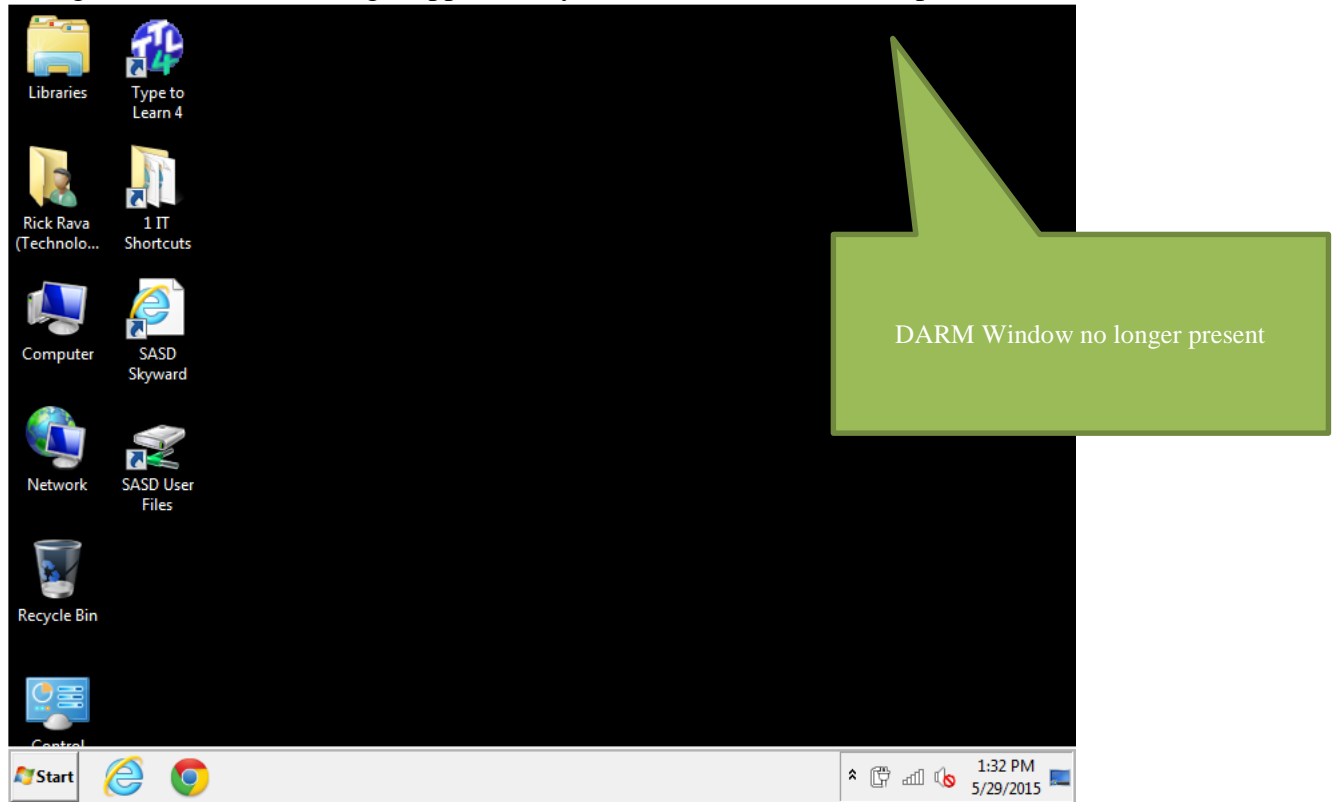 Libraries
Type to
Learn 4
Rick Rava
(Technolo...
1 IT
Shortcuts
DARM Window no longer present
Computer
SASD
Skyward
Network
SASD User
Files
Recycle Bin
Start
1:32 PM
5/29/2015